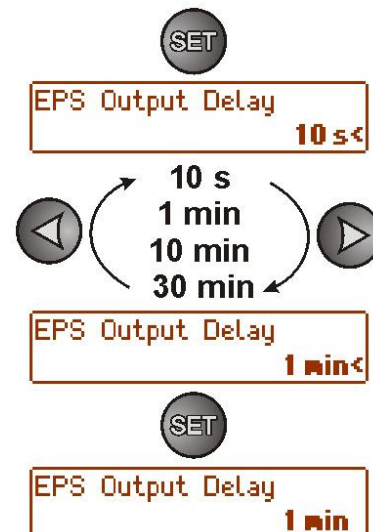 SET
EPS Output Delay
10 s<
10 s
1 min
10 min
30 min
EPS Output Delay
1 min<
SET
EPS Output Delay
1 min